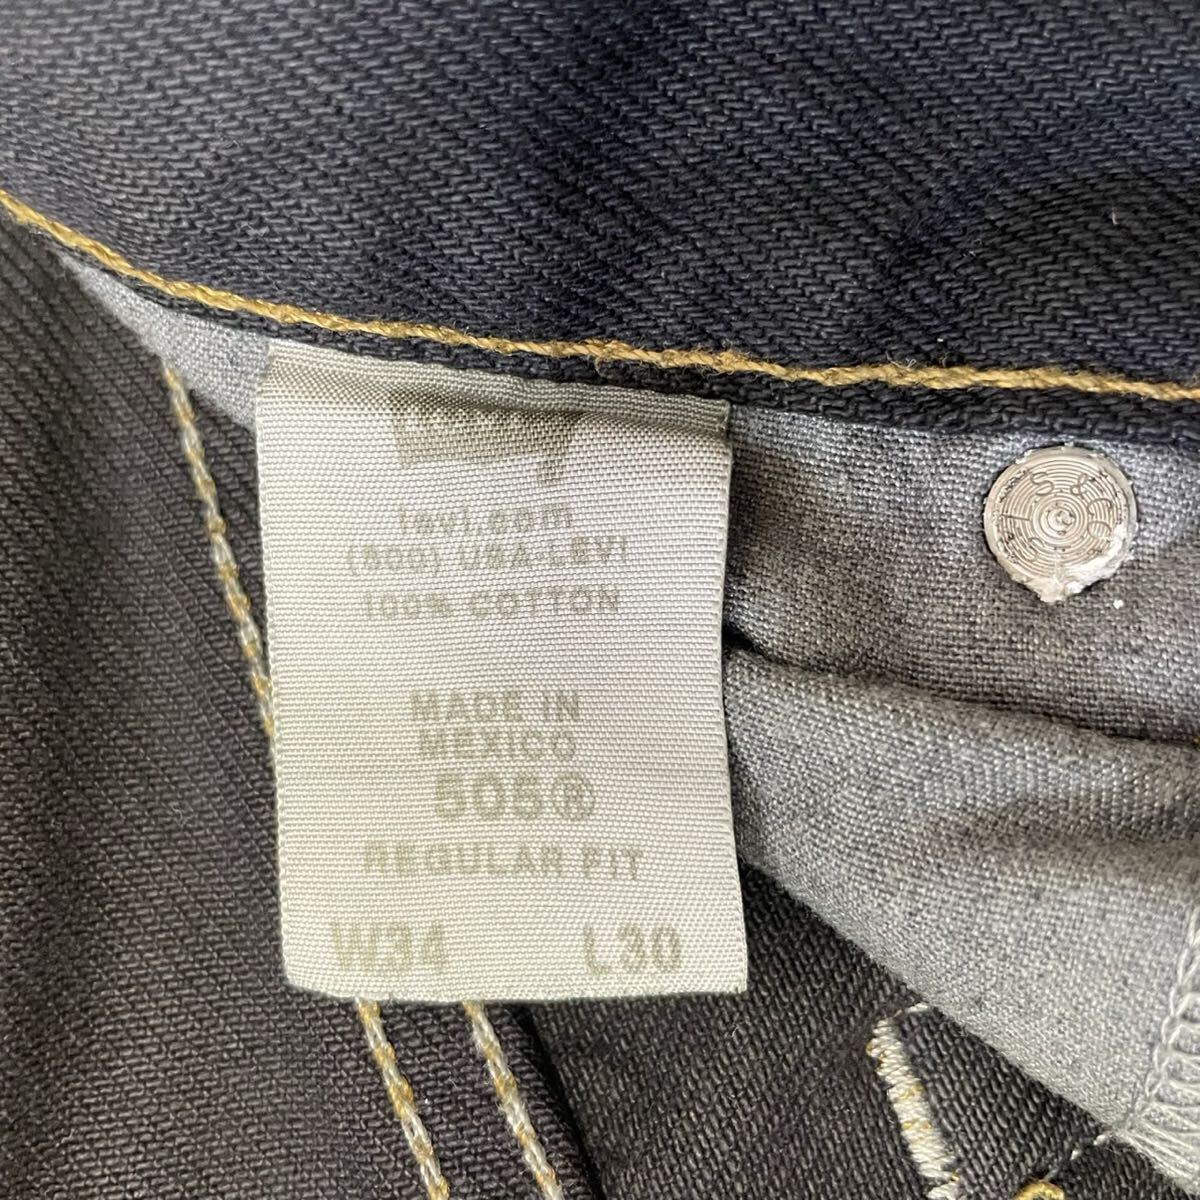 levi.com
(800) USA-LEVI
100% COTTON
MADE IN
MEXICO
505®
REGULAR FIT
W34 L30